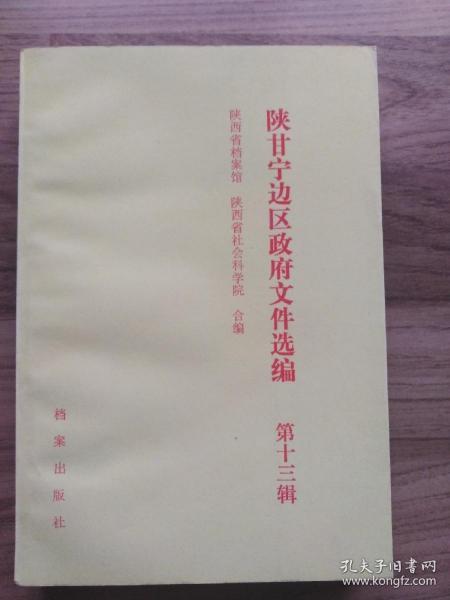 陕甘宁边区政府文件选编 第十三辑
陕西省档案馆 陕西省社会科学院 合编
档案出版社
孔夫子旧书网
www.kongfz.com